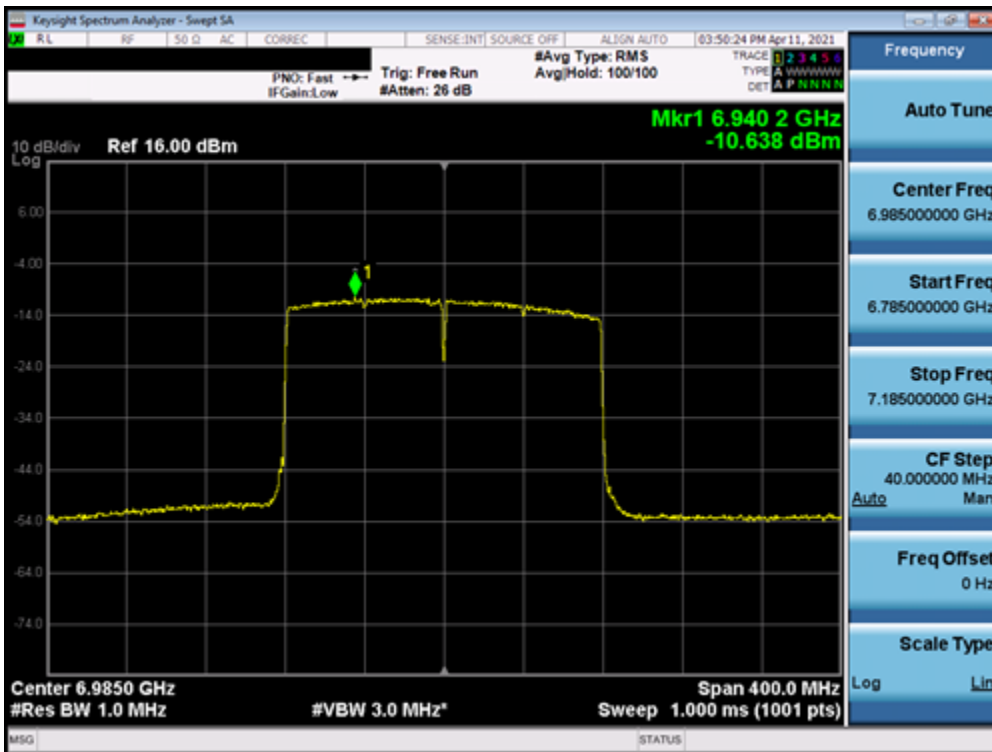 Keysight Spectrum Analyzer - Swept SA
RL RF 50 Ω AC CORREC SENSE:INT SOURCE OFF ALIGN AUTO 03:50:24 PM Apr 11, 2021
PNO: Fast Trig: Free Run #Avg Type: RMS TRACE 1 2 3 4 5 6
IFGain:Low #Atten: 26 dB Avg|Hold: 100/100 TYPE A WWWWW
DET A P N N N N
Mkr1 6.940 2 GHz
-10.638 dBm
10 dB/div Ref 16.00 dBm
Log
6.00
-4.00
1
-14.0
-24.0
-34.0
-44.0
-54.0
-64.0
-74.0
Center 6.9850 GHz Span 400.0 MHz
#Res BW 1.0 MHz #VBW 3.0 MHz* Sweep 1.000 ms (1001 pts)
MSG STATUS
Frequency
Auto Tune
Center Freq
6.985000000 GHz
Start Freq
6.785000000 GHz
Stop Freq
7.185000000 GHz
CF Step
40.000000 MHz
Auto Man
Freq Offset
0 Hz
Scale Type
Log Lin